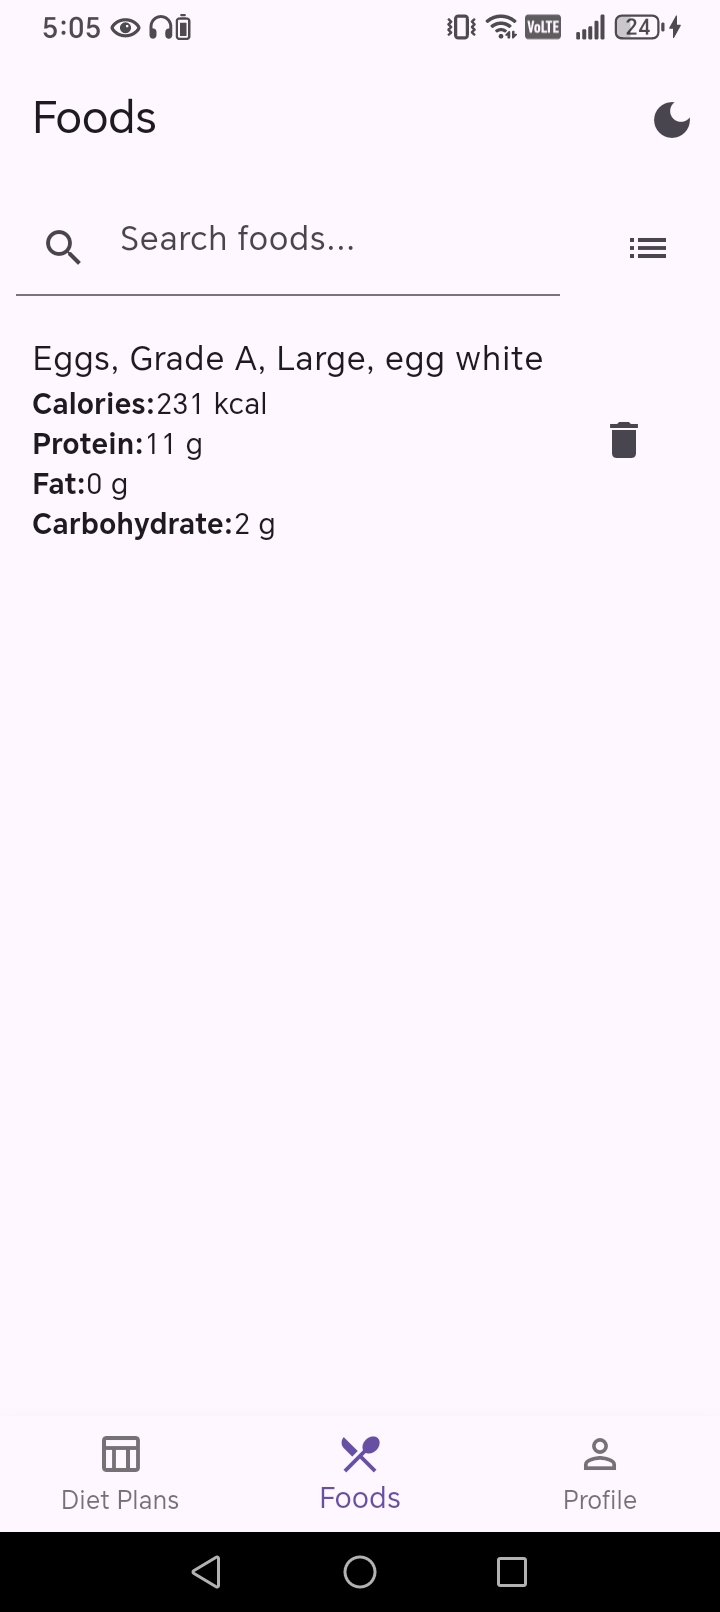 5:05
VoLTE
24
Foods
Search foods...
Eggs, Grade A, Large, egg white
Calories:231 kcal
Protein:11 g
Fat:0 g
Carbohydrate:2 g
Diet Plans
Foods
Profile